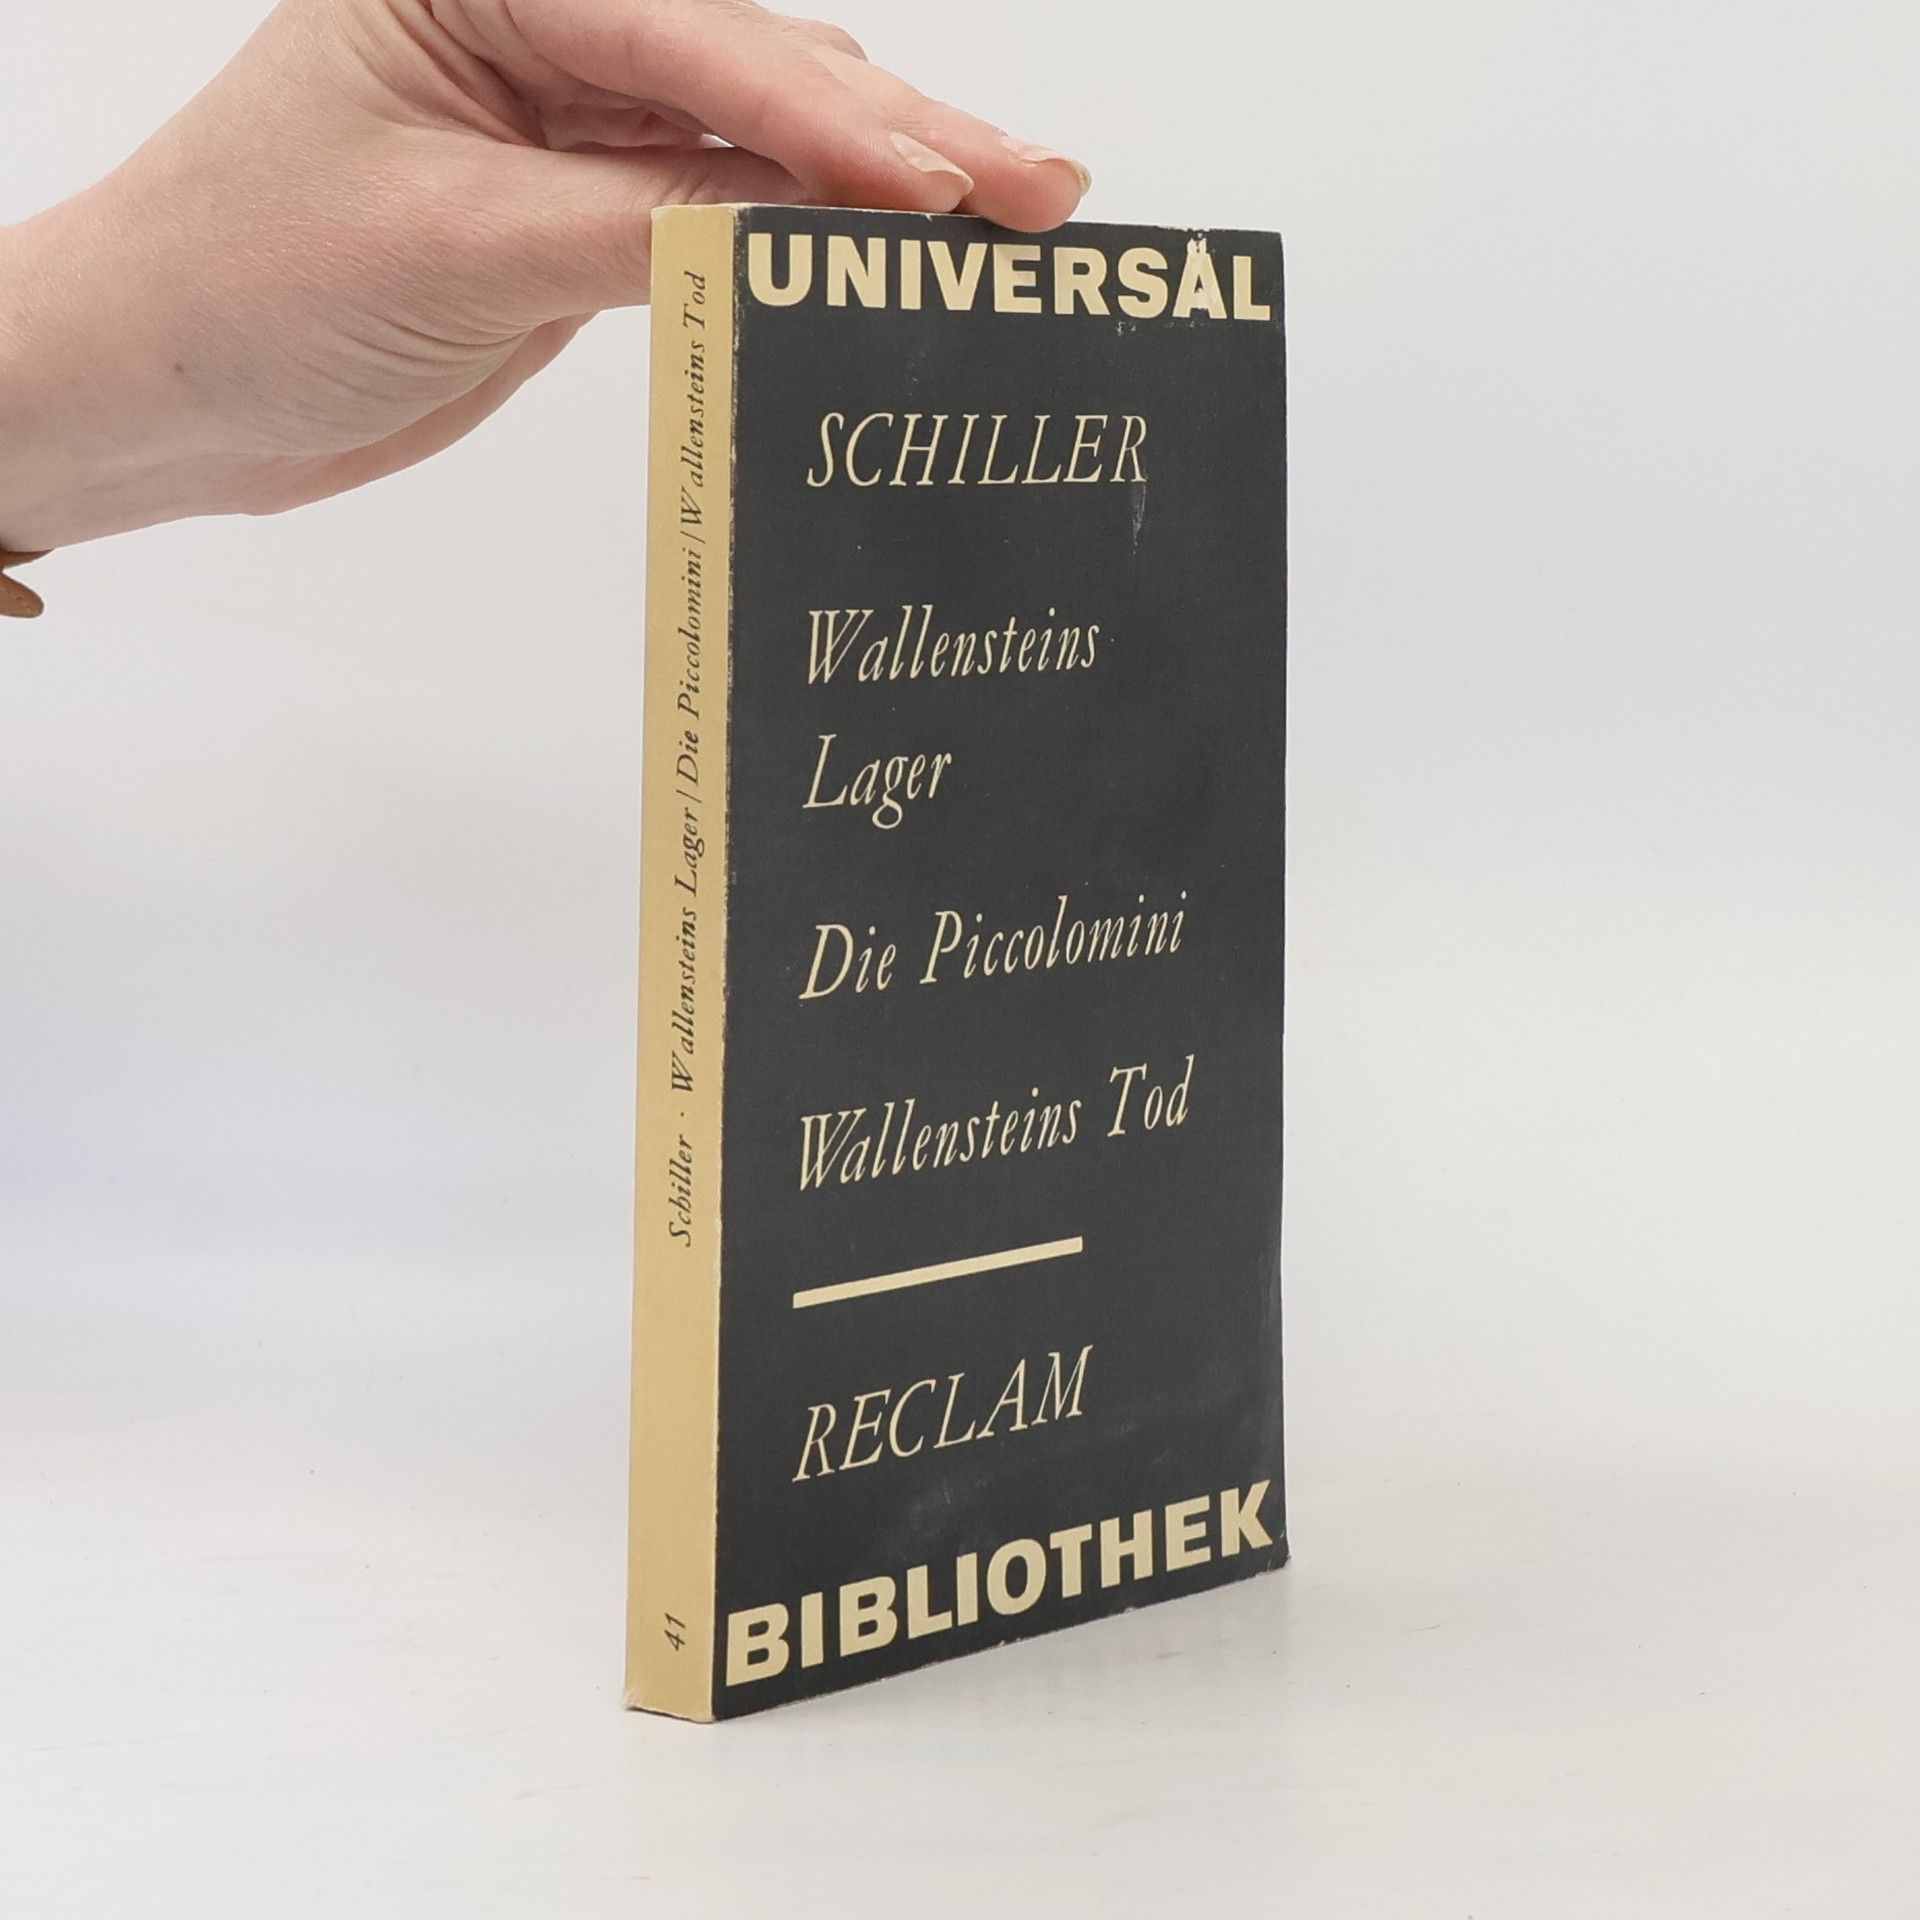 UNIVERSAL
SCHILLER
Wallensteins
Lager
Die Piccolomini
Wallensteins Tod
RECLAM
BIBLIOTHEK
Schiller · Wallensteins Lager/Die Piccolomini/Wallensteins Tod
41